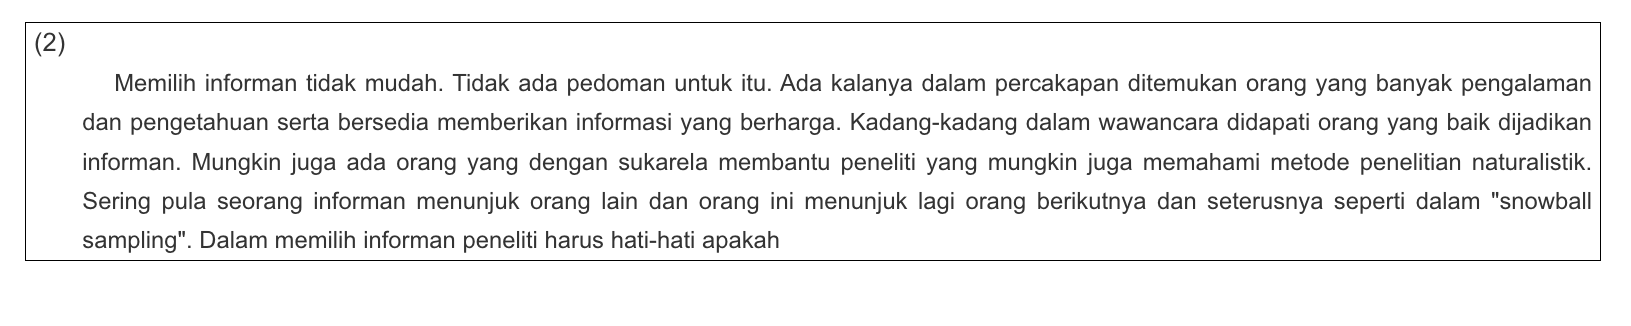 (2)
Memilih informan tidak mudah. Tidak ada pedoman untuk itu. Ada kalanya dalam percakapan ditemukan orang yang banyak pengalaman
dan pengetahuan serta bersedia memberikan informasi yang berharga. Kadang-kadang dalam wawancara didapati orang yang baik dijadikan
informan. Mungkin juga ada orang yang dengan sukarela membantu peneliti yang mungkin juga memahami metode penelitian naturalistik.
Sering pula seorang informan menunjuk orang lain dan orang ini menunjuk lagi orang berikutnya dan seterusnya seperti dalam "snowball
sampling". Dalam memilih informan peneliti harus hati-hati apakah